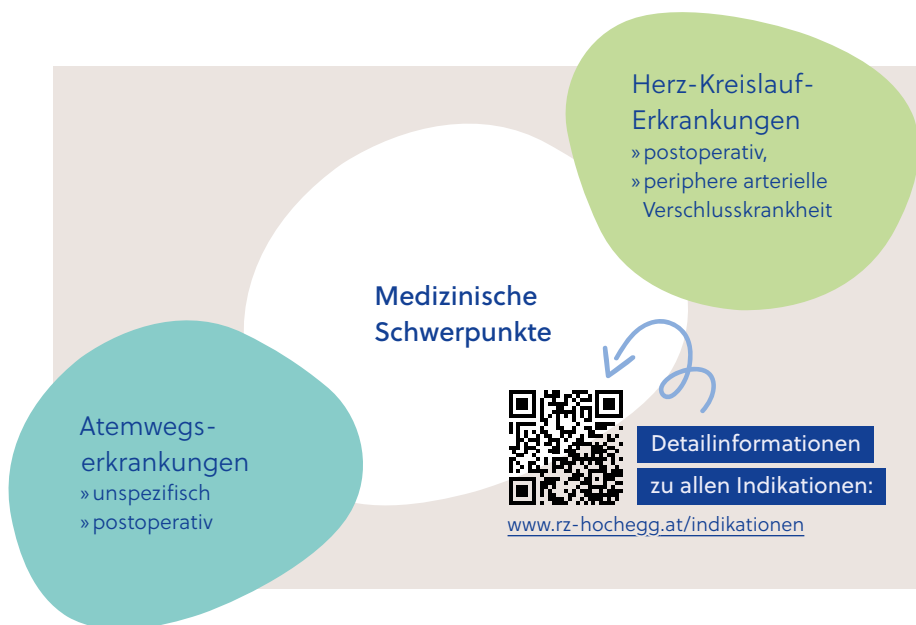 Herz-Kreislauf-
Erkrankungen
» postoperativ,
» periphere arterielle
Verschlusskrankheit
Medizinische
Schwerpunkte
Atemwegs-
erkrankungen
» unspezifisch
» postoperativ
Detailinformationen
zu allen Indikationen:
www.rz-hochegg.at/indikationen